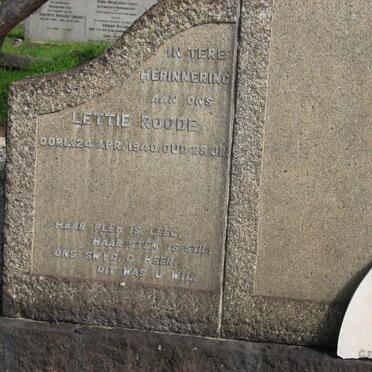 IN TERE
HERINNERING
AAN ONS
LETTIE ROODE
OORL. 24 APR. 1940. OUD 28 JR.
HAAR PLEK IS LEEG,
HAAR STEM IS STIL,
ONS SWYG, O HEER,
DIT WAS U WIL.